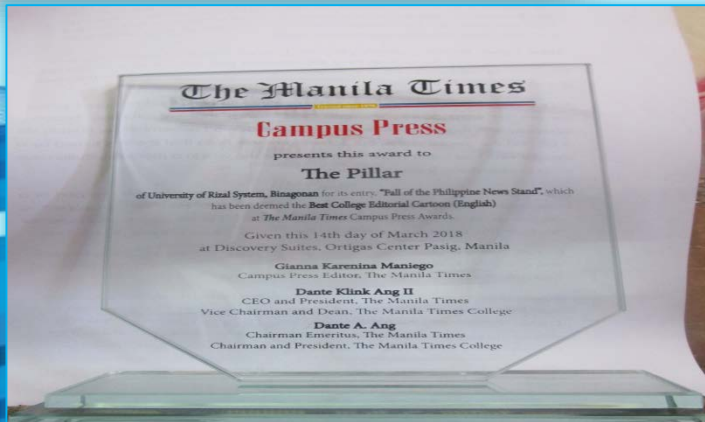 The Manila Times
Campus Press
presents this award to
The Pillar
of University of Rizal System, Binagonan for its entry, "Fall of the Philippine News Stand", which
has been deemed the Best College Editorial Cartoon (English)
at The Manila Times Campus Press Awards.
Given this 14th day of March 2018
at Discovery Suites, Ortigas Center Pasig, Manila
Gianna Karenina Maniego
Campus Press Editor, The Manila Times
Dante Klink Ang II
CEO and President, The Manila Times
Vice Chairman and Dean, The Manila Times College
Dante A. Ang
Chairman Emeritus, The Manila Times
Chairman and President, The Manila Times College